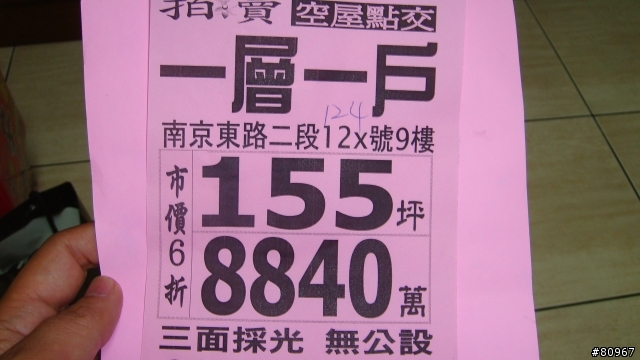 拍賣 空屋點交
一層一戶
124
南京東路二段12x號9樓
市價6折
155坪
8840萬
三面採光 無公設
#80967